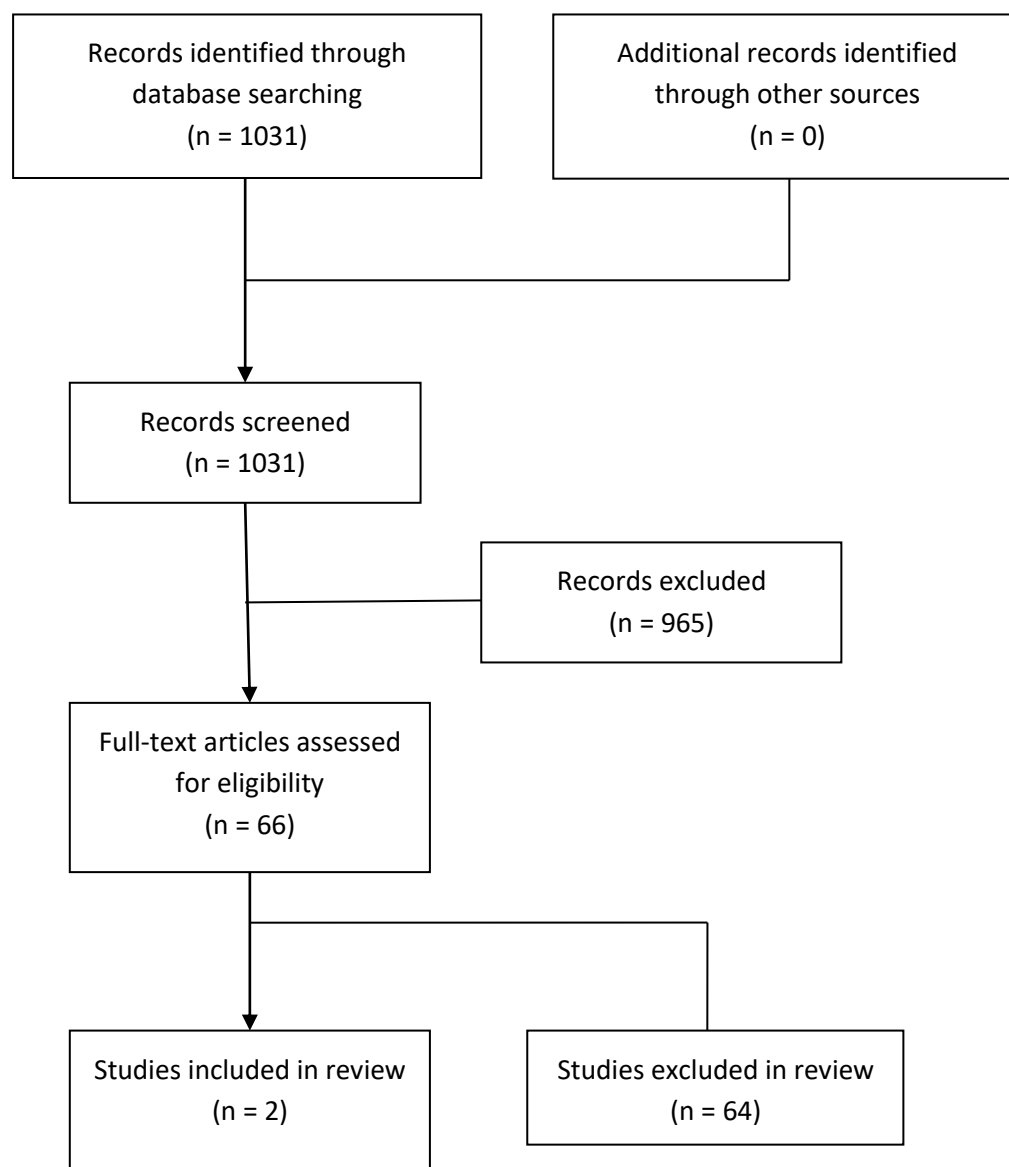 Records identified through
database searching
(n = 1031)
Additional records identified
through other sources
(n = 0)
Records screened
(n = 1031)
Records excluded
(n = 965)
Full-text articles assessed
for eligibility
(n = 66)
Studies included in review
(n = 2)
Studies excluded in review
(n = 64)